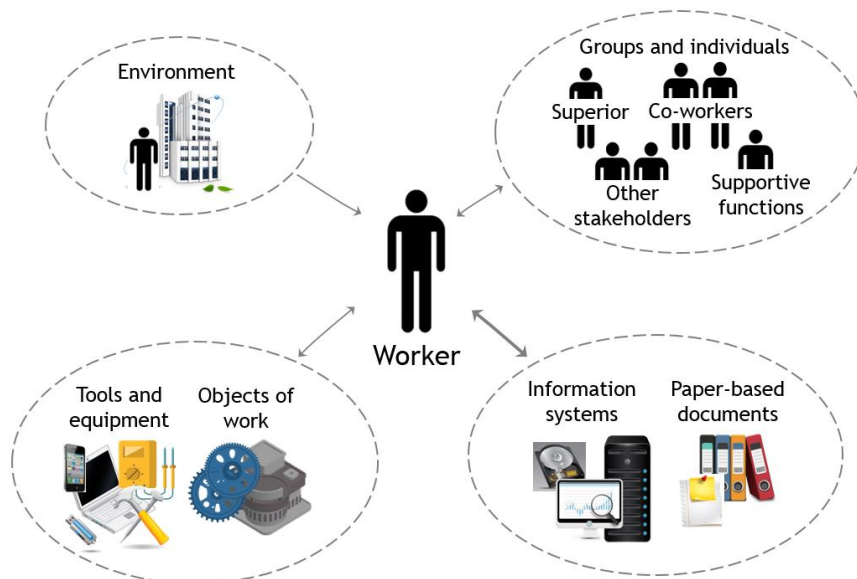 Environment
Groups and individuals
Superior
Co-workers
Other
stakeholders
Supportive
functions
Worker
Tools and
equipment
Objects of
work
Information
systems
Paper-based
documents